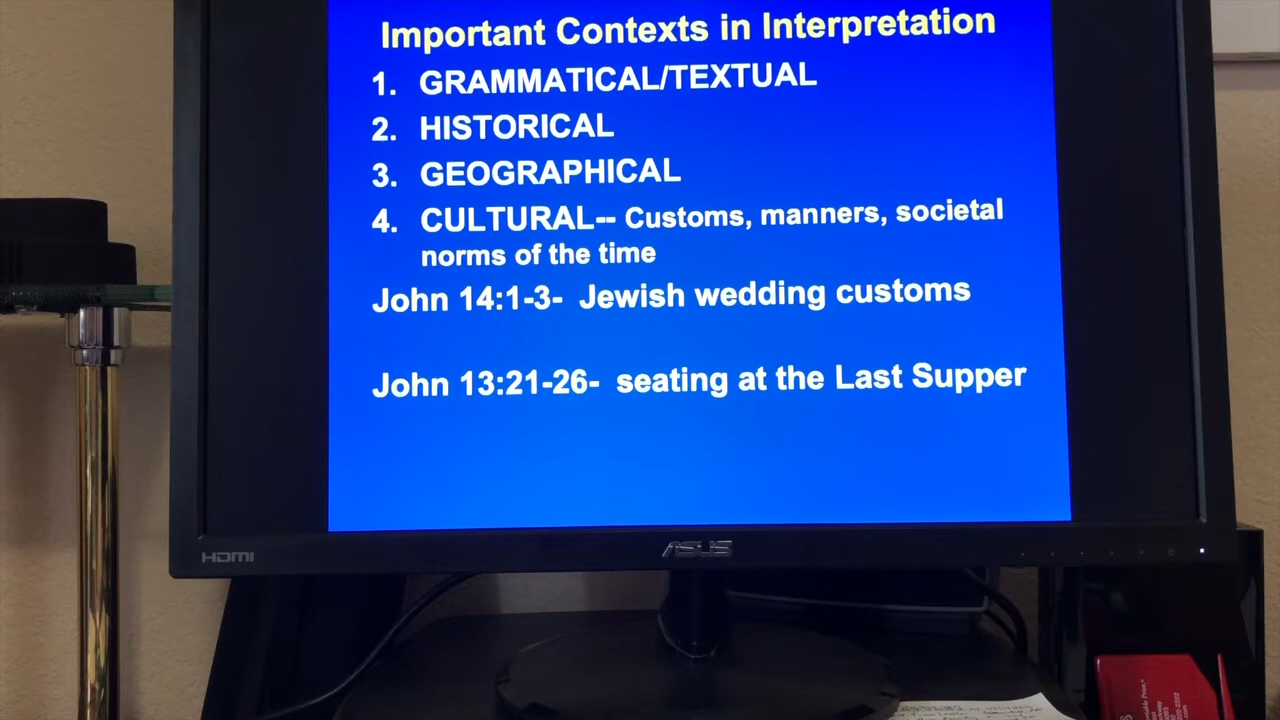 Important Contexts in Interpretation
1. GRAMMATICAL/TEXTUAL
2. HISTORICAL
3. GEOGRAPHICAL
4. CULTURAL-- Customs, manners, societal
norms of the time
John 14:1-3- Jewish wedding customs
John 13:21-26- seating at the Last Supper
HDMI
ASUS